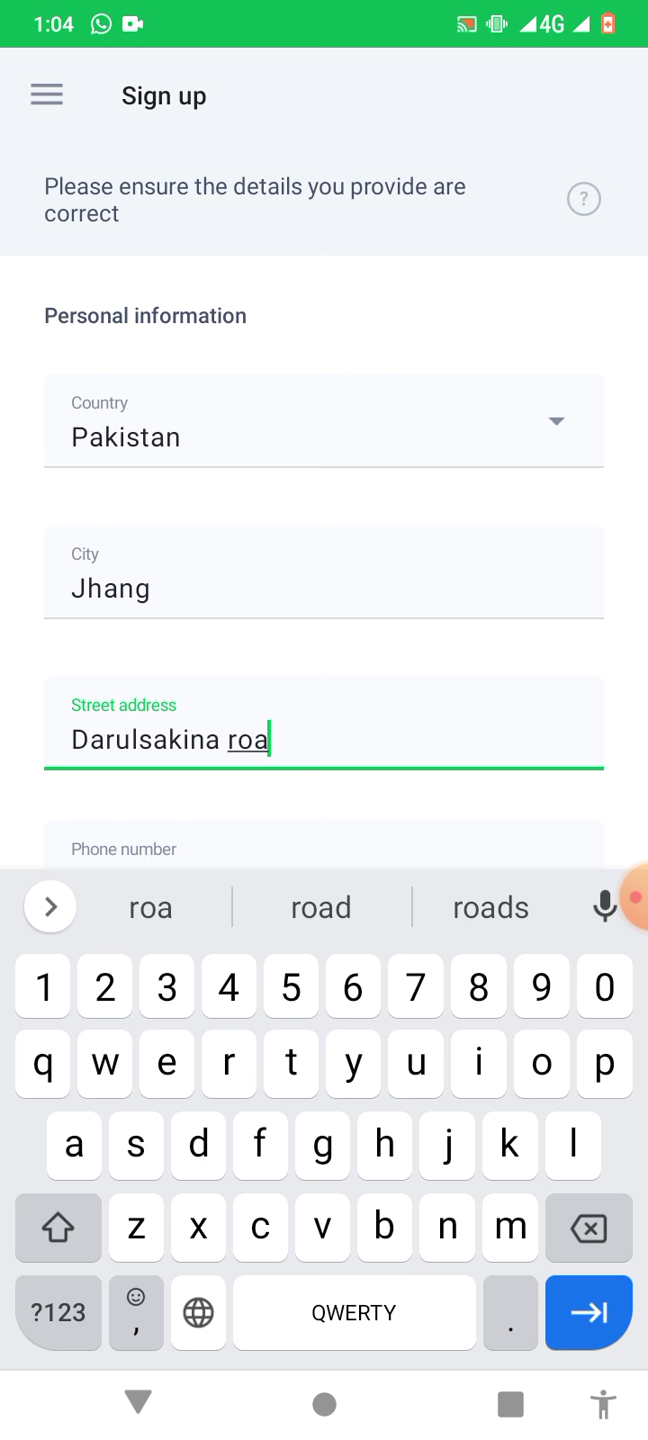 1:04 4G
Sign up
Please ensure the details you provide are
correct
?
Personal information
Country
Pakistan
City
Jhang
Street address
Darulsakina roa
Phone number
roa road roads
1 2 3 4 5 6 7 8 9 0
q w e r t y u i o p
a s d f g h j k l
z x c v b n m
?123 , QWERTY .